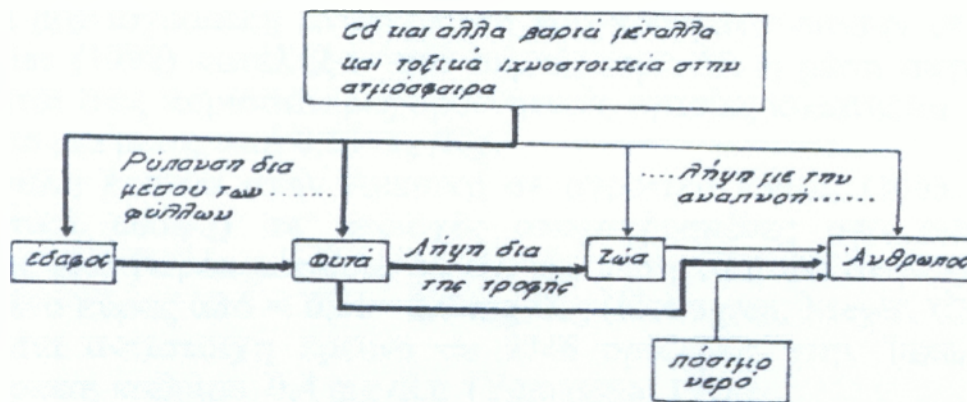 Cd και άλλα βαριά μέταλλα
και τοξικά ιχνοστοιχεία στην
ατμόσφαιρα
Ρύπανση δια
μέσου των ........
φύλλων
.....λήψη με την
αναπνοή.......
έδαφος
Φυτά
Λήψη δια
της τροφής
Ζώα
Άνθρωπος
πόσιμο
νερό